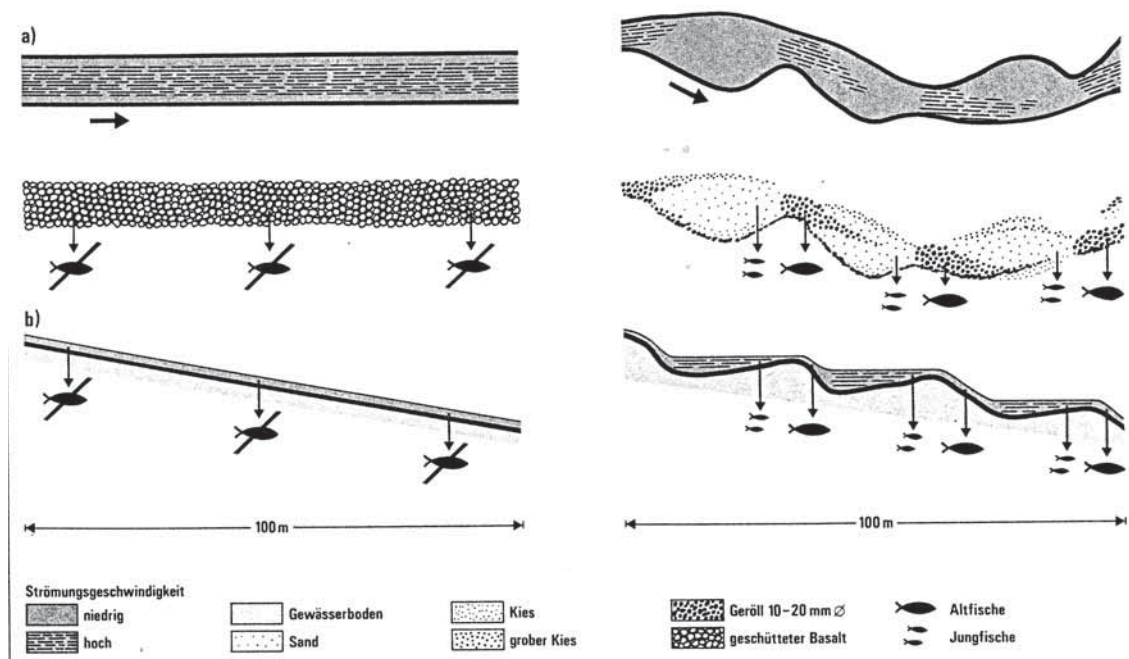 a)
b)
100 m
100 m
Strömungsgeschwindigkeit
niedrig
hoch
Gewässerboden
Sand
Kies
grober Kies
Geröll 10–20 mm Ø
geschütteter Basalt
Altfische
Jungfische